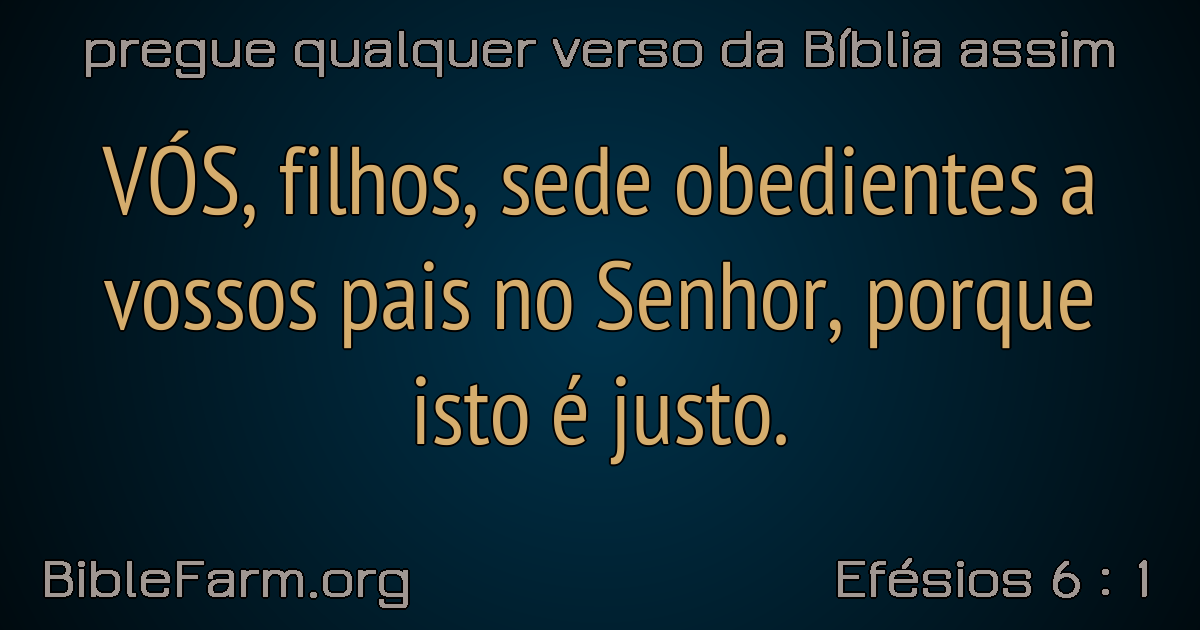 pregue qualquer verso da Bíblia assim
VÓS, filhos, sede obedientes a
vossos pais no Senhor, porque
isto é justo.
BibleFarm.org
Efésios 6 : 1